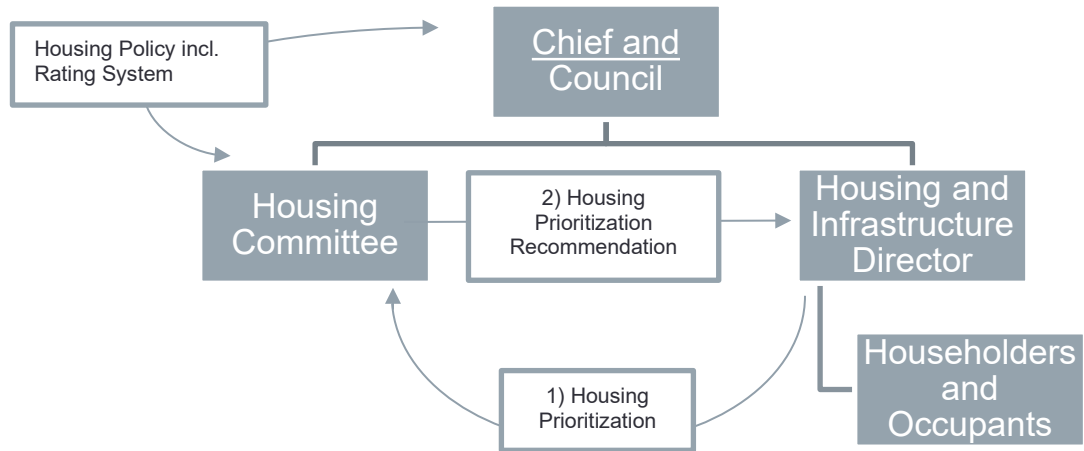 Housing Policy incl.
Rating System
Chief and
Council
Housing
Committee
2) Housing
Prioritization
Recommendation
Housing and
Infrastructure
Director
1) Housing
Prioritization
Householders
and
Occupants